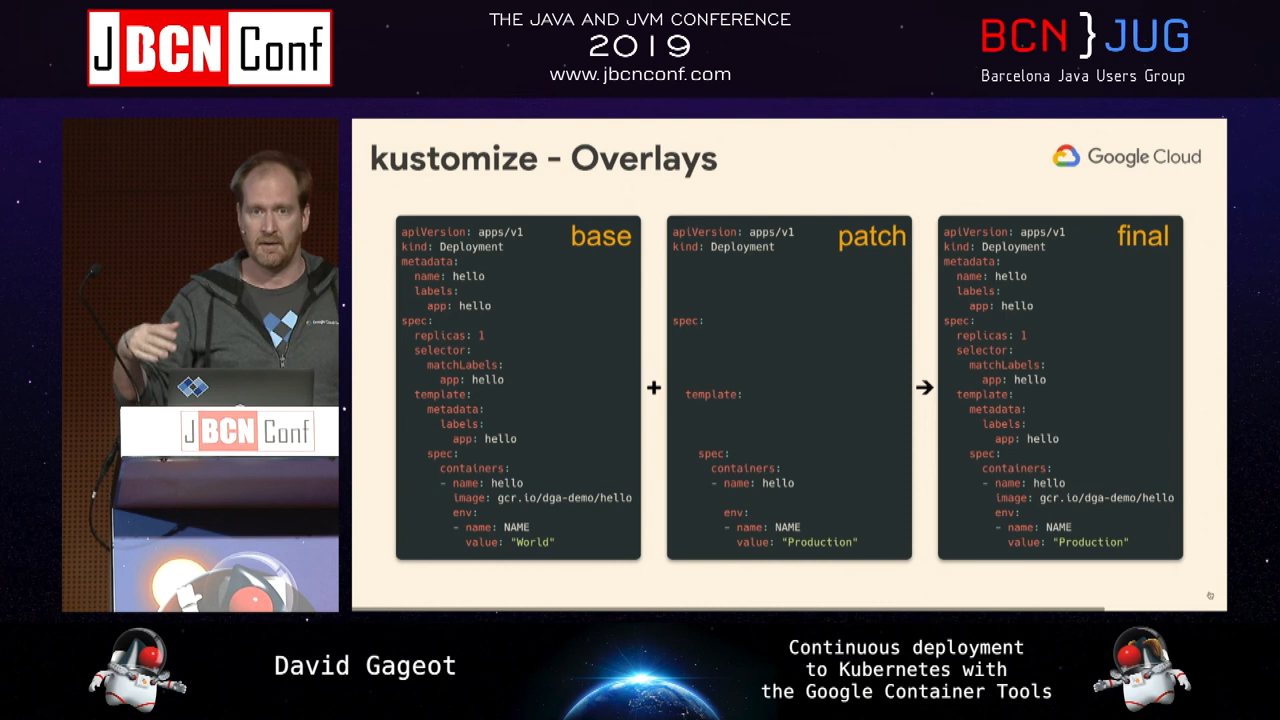 J BCN Conf
THE JAVA AND JVM CONFERENCE
2019
www.jbcnconf.com
BCN}JUG
Barcelona Java Users Group
kustomize - Overlays
Google Cloud
base
apiVersion: apps/v1
kind: Deployment
metadata:
  name: hello
  labels:
    app: hello
spec:
  replicas: 1
  selector:
    matchLabels:
      app: hello
  template:
    metadata:
      labels:
        app: hello
    spec:
      containers:
      - name: hello
        image: gcr.io/dga-demo/hello
        env:
        - name: NAME
          value: "World"
+
patch
apiVersion: apps/v1
kind: Deployment
spec:
  template:
    spec:
      containers:
      - name: hello
        env:
        - name: NAME
          value: "Production"
➔
final
apiVersion: apps/v1
kind: Deployment
metadata:
  name: hello
  labels:
    app: hello
spec:
  replicas: 1
  selector:
    matchLabels:
      app: hello
  template:
    metadata:
      labels:
        app: hello
    spec:
      containers:
      - name: hello
        image: gcr.io/dga-demo/hello
        env:
        - name: NAME
          value: "Production"
J BCN Conf
David Gageot
Continuous deployment
to Kubernetes with
the Google Container Tools